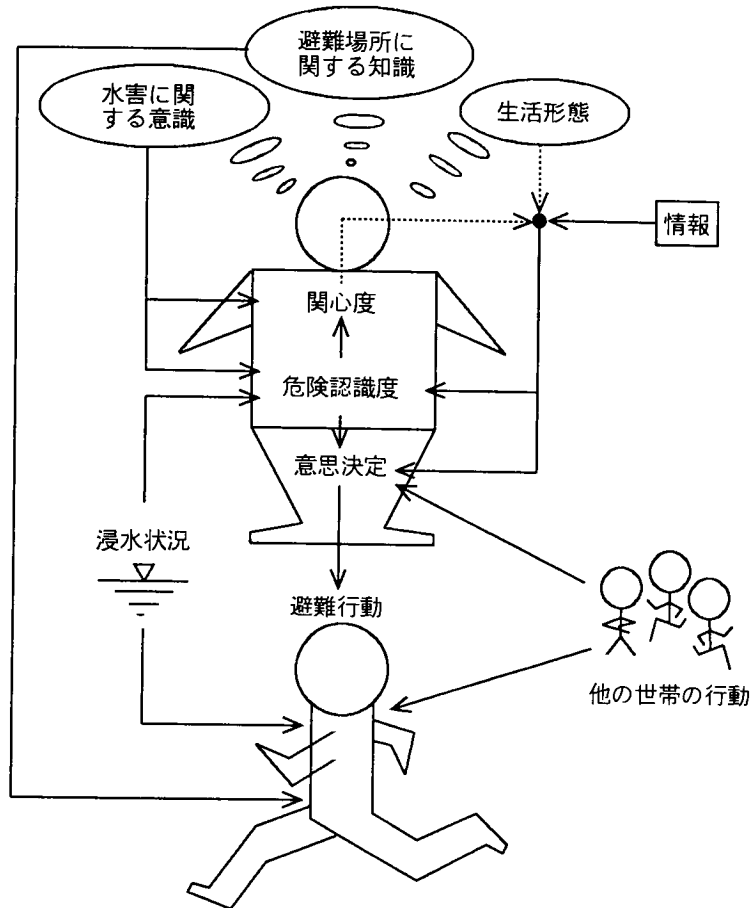 避難場所に
関する知識
水害に関
する意識
生活形態
情報
関心度
危険認識度
意思決定
浸水状況
避難行動
他の世帯の行動